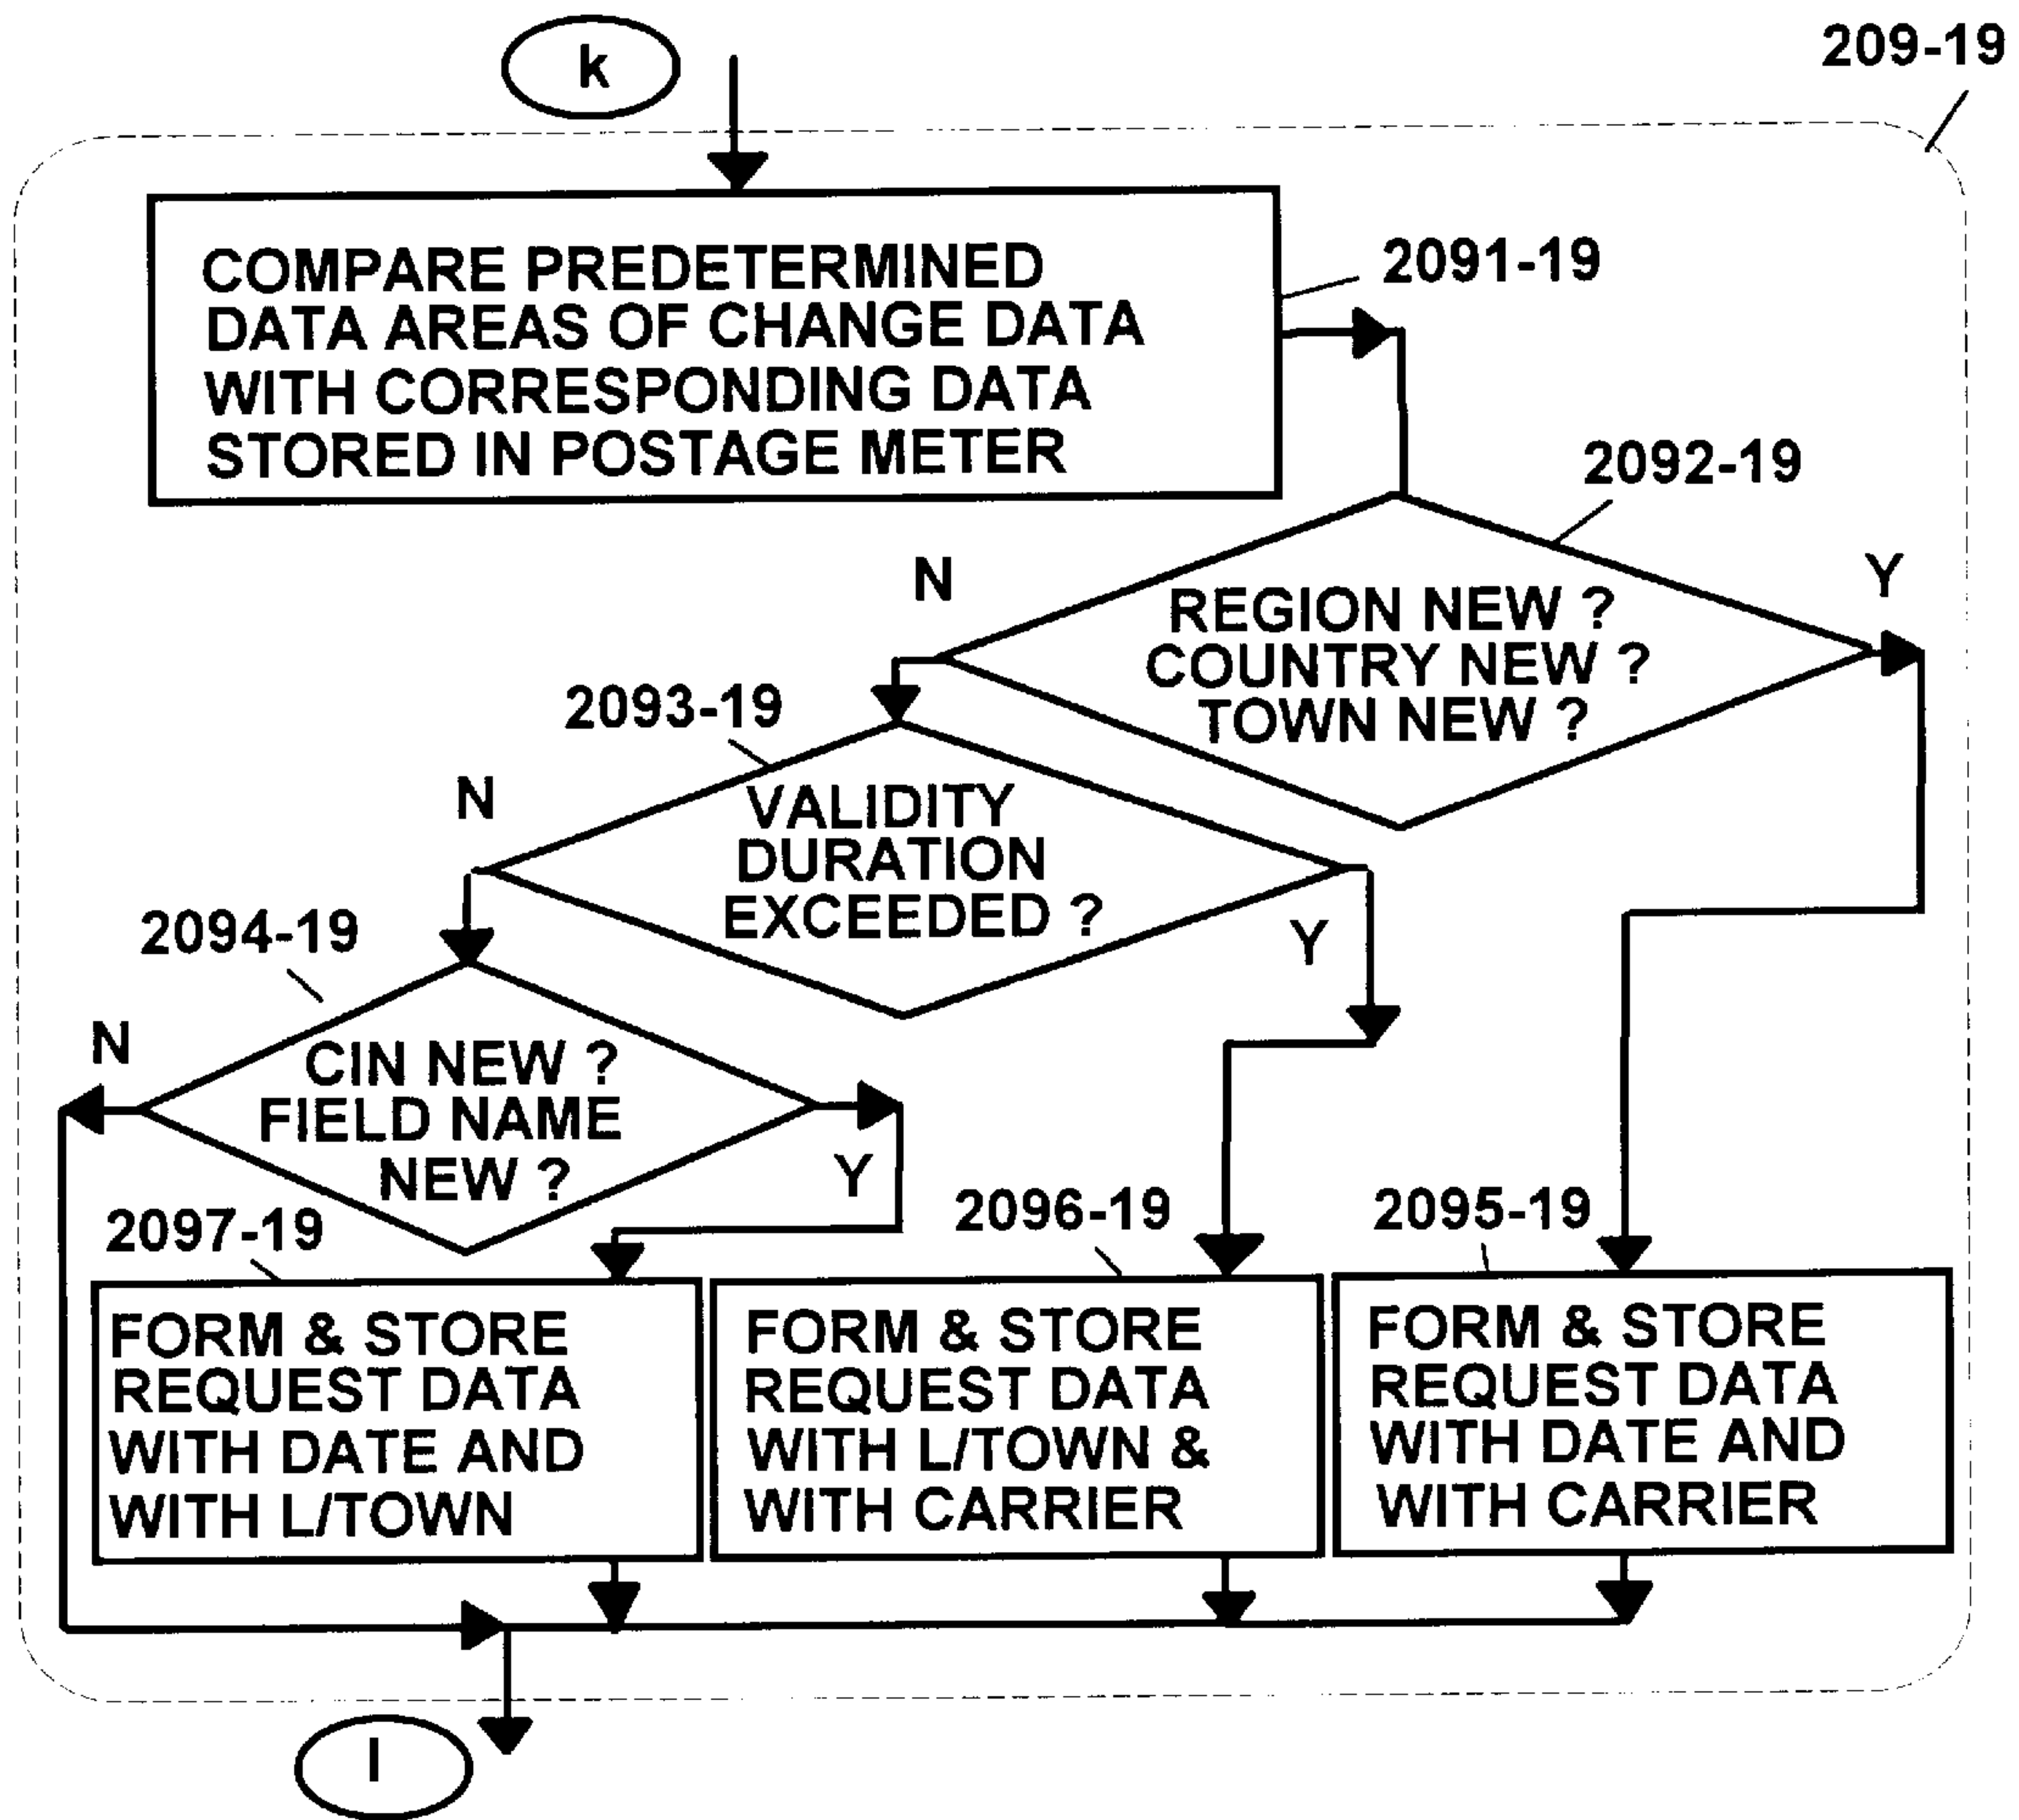 k
209-19
COMPARE PREDETERMINED
DATA AREAS OF CHANGE DATA
WITH CORRESPONDING DATA
STORED IN POSTAGE METER
2091-19
2092-19
N
REGION NEW ?
COUNTRY NEW ?
TOWN NEW ?
Y
2093-19
N
VALIDITY
DURATION
EXCEEDED ?
Y
2094-19
N
CIN NEW ?
FIELD NAME
NEW ?
Y
2097-19
2096-19
2095-19
FORM & STORE
REQUEST DATA
WITH DATE AND
WITH L/TOWN
FORM & STORE
REQUEST DATA
WITH L/TOWN &
WITH CARRIER
FORM & STORE
REQUEST DATA
WITH DATE AND
WITH CARRIER
l